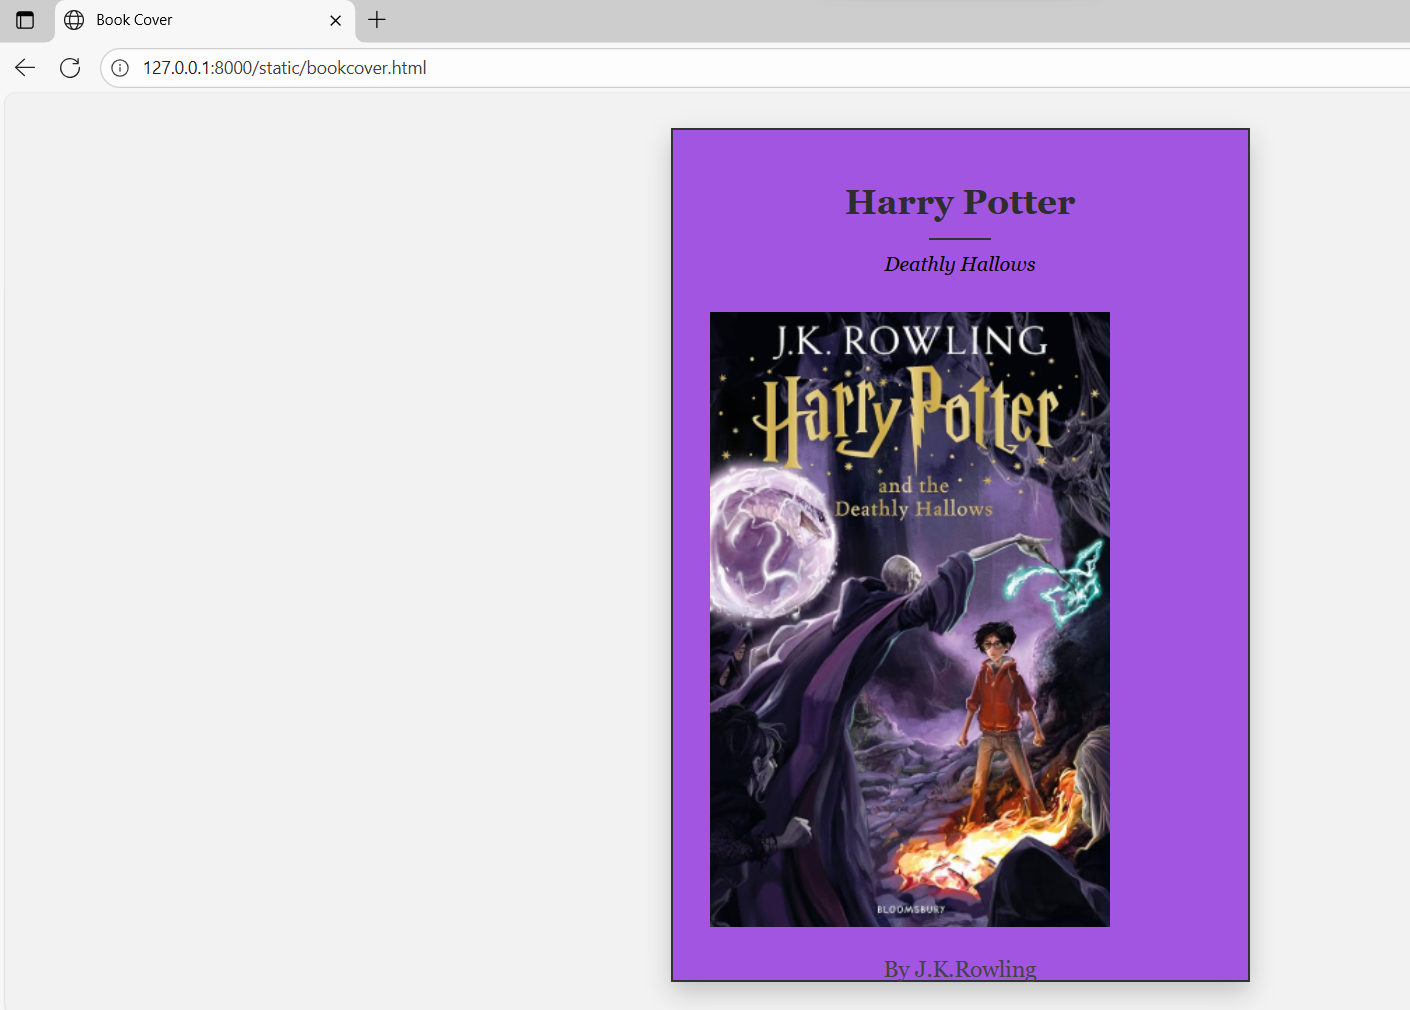 Book Cover
127.0.0.1:8000/static/bookcover.html
Harry Potter
Deathly Hallows
J.K. ROWLING
Harry Potter
and the
Deathly Hallows
BLOOMSBURY
By J.K.Rowling